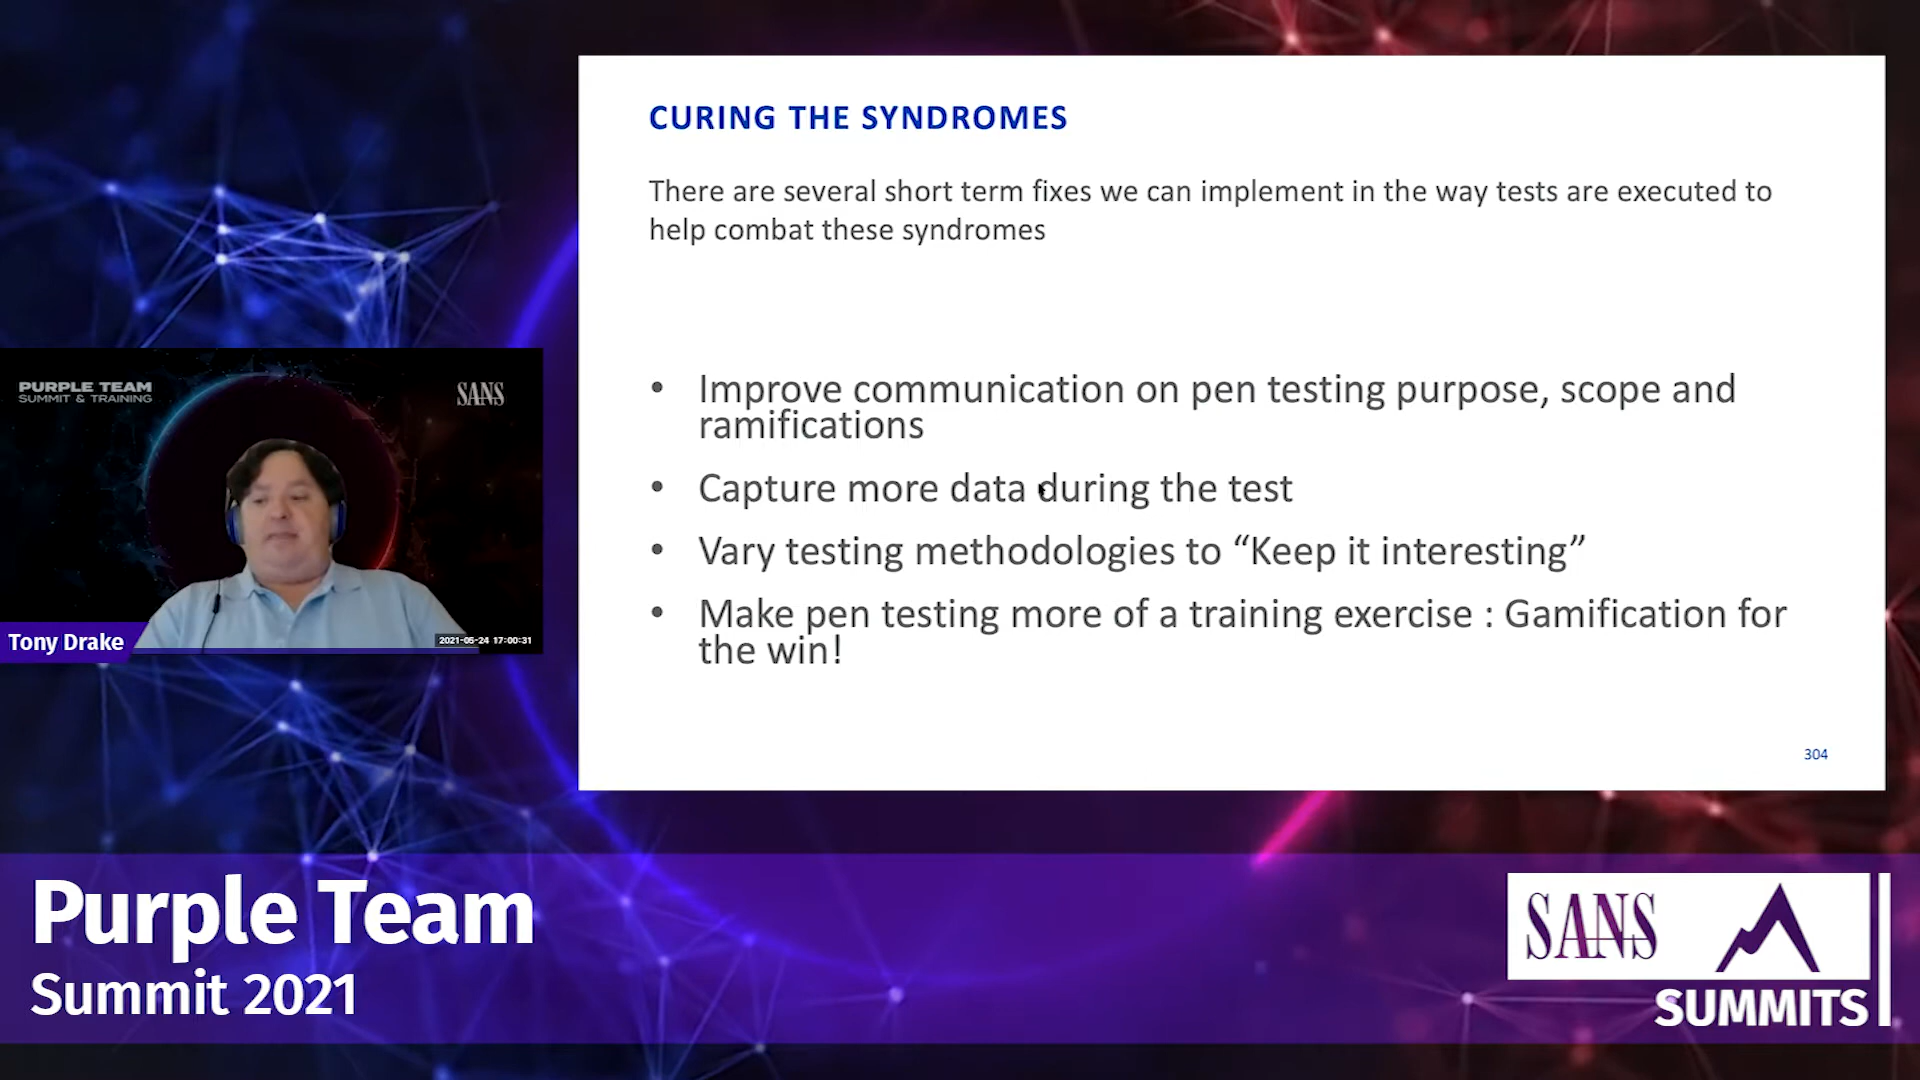 CURING THE SYNDROMES
There are several short term fixes we can implement in the way tests are executed to
help combat these syndromes
• Improve communication on pen testing purpose, scope and
ramifications
• Capture more data during the test
• Vary testing methodologies to “Keep it interesting”
• Make pen testing more of a training exercise : Gamification for
the win!
304
PURPLE TEAM
SUMMIT & TRAINING
SANS
Tony Drake
2021-05-24 17:00:31
Purple Team
Summit 2021
SANS
SUMMITS